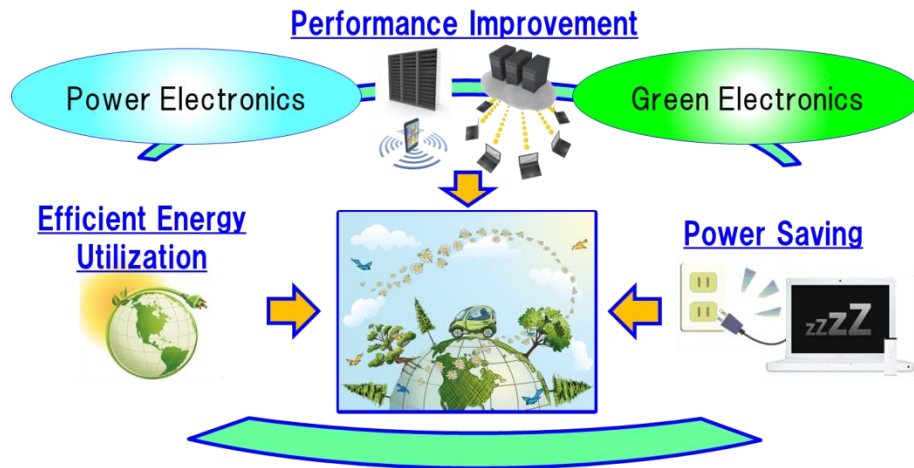 Performance Improvement
Power Electronics
Green Electronics
Efficient Energy
Utilization
Power Saving
zZzZ